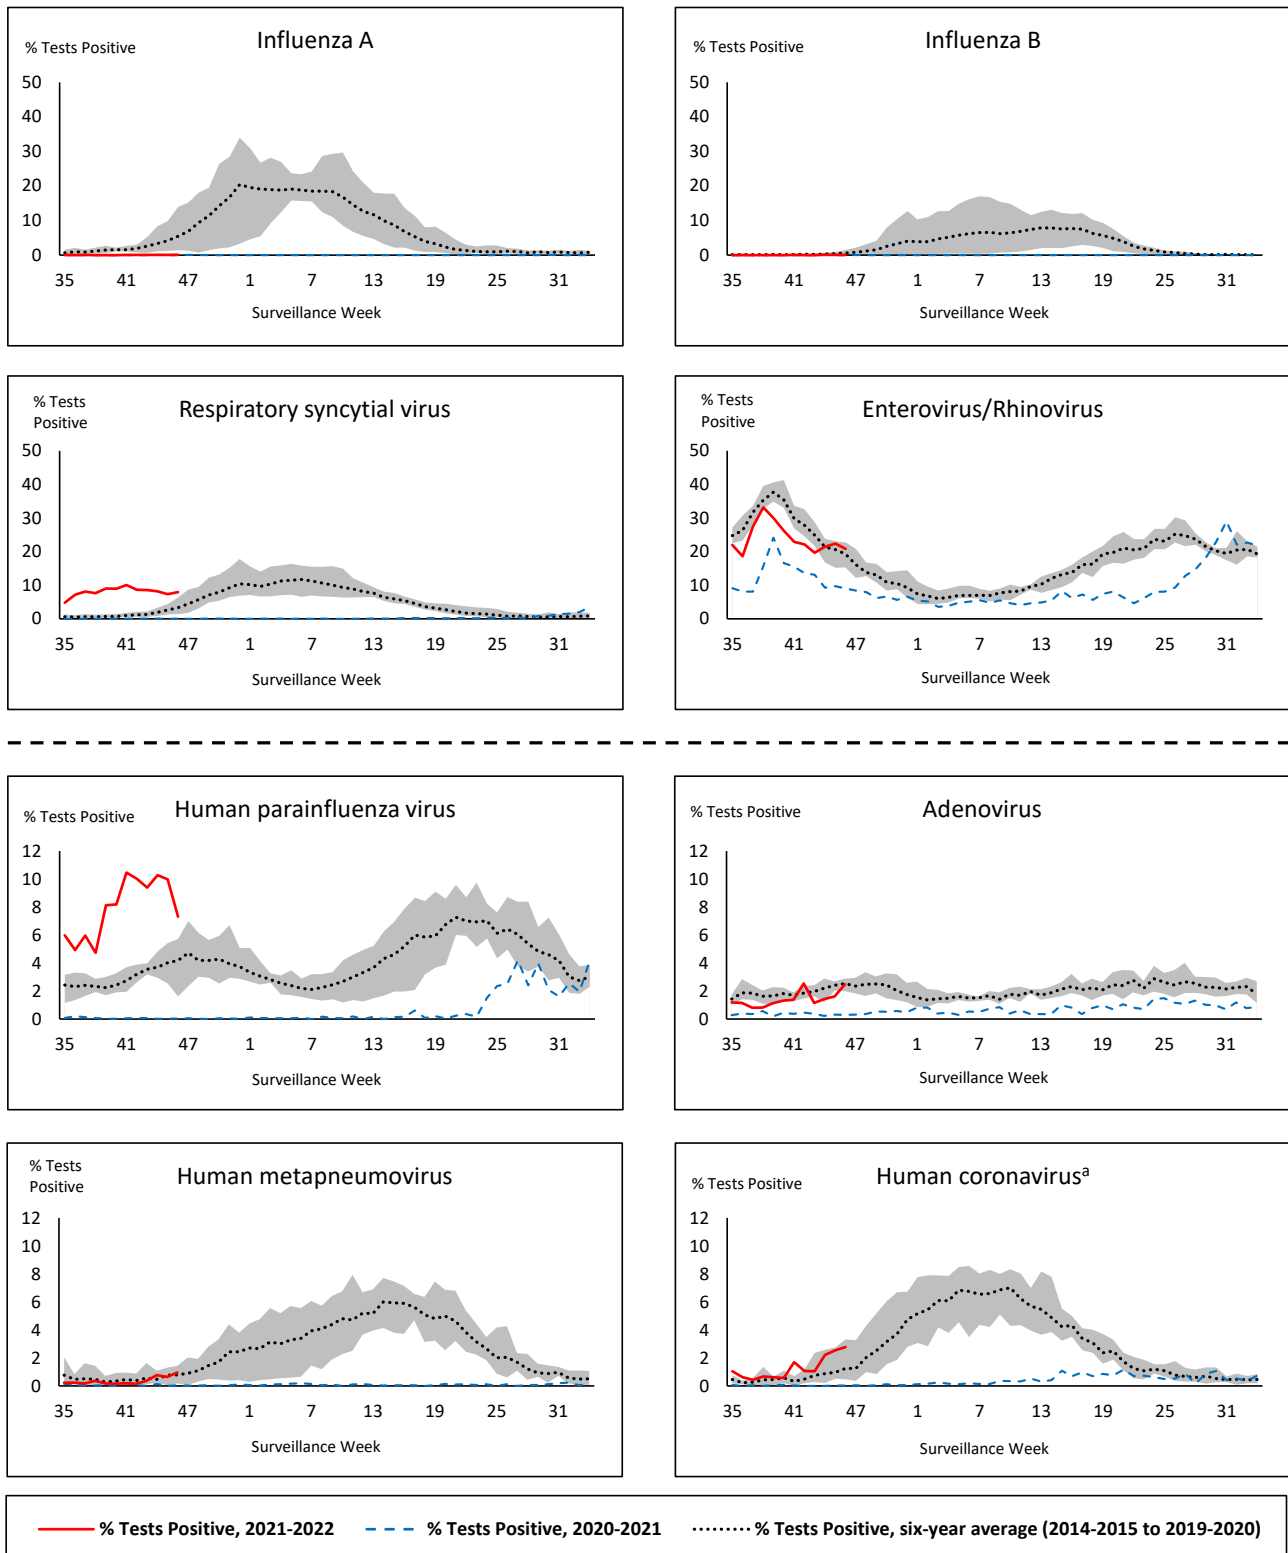 % Tests Positive
Influenza A
50
40
30
20
10
0
35 41 47 1 7 13 19 25 31
Surveillance Week
% Tests Positive
Influenza B
50
40
30
20
10
0
35 41 47 1 7 13 19 25 31
Surveillance Week
% Tests
Positive
Respiratory syncytial virus
50
40
30
20
10
0
35 41 47 1 7 13 19 25 31
Surveillance Week
% Tests
Positive
Enterovirus/Rhinovirus
50
40
30
20
10
0
35 41 47 1 7 13 19 25 31
Surveillance Week
% Tests Positive
Human parainfluenza virus
12
10
8
6
4
2
0
35 41 47 1 7 13 19 25 31
Surveillance Week
% Tests Positive
Adenovirus
12
10
8
6
4
2
0
35 41 47 1 7 13 19 25 31
Surveillance Week
% Tests
Positive
Human metapneumovirus
12
10
8
6
4
2
0
35 41 47 1 7 13 19 25 31
Surveillance Week
% Tests Positive
Human coronavirusᵃ
12
10
8
6
4
2
0
35 41 47 1 7 13 19 25 31
Surveillance Week
% Tests Positive, 2021-2022 % Tests Positive, 2020-2021 % Tests Positive, six-year average (2014-2015 to 2019-2020)